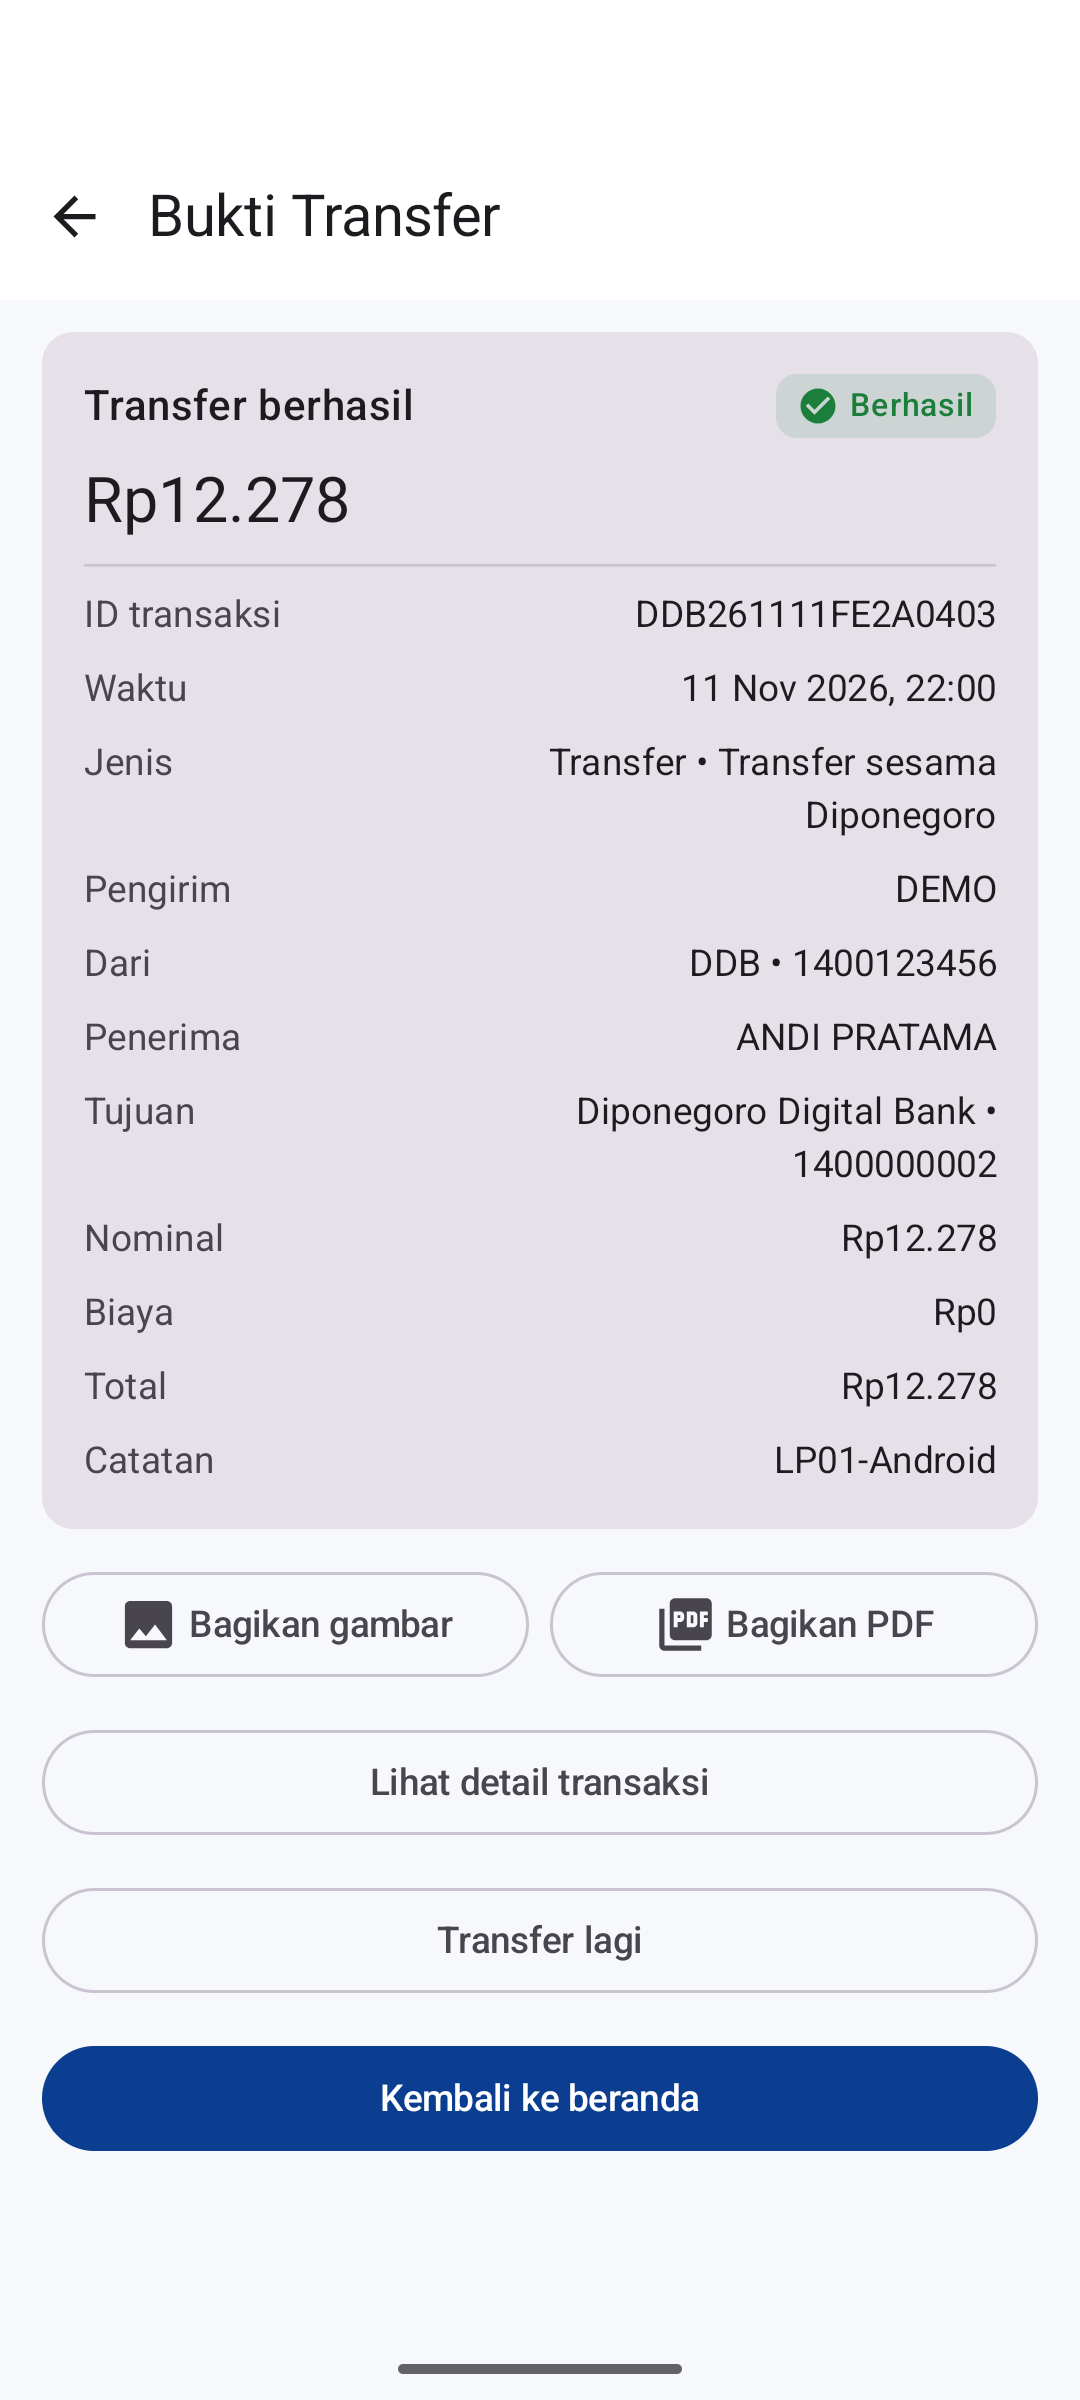 Bukti Transfer
Transfer berhasil
Berhasil
Rp12.278
ID transaksi DDB261111FE2A0403
Waktu 11 Nov 2026, 22:00
Jenis Transfer • Transfer sesama
Diponegoro
Pengirim DEMO
Dari DDB • 1400123456
Penerima ANDI PRATAMA
Tujuan Diponegoro Digital Bank •
1400000002
Nominal Rp12.278
Biaya Rp0
Total Rp12.278
Catatan LP01-Android
Bagikan gambar
PDF Bagikan PDF
Lihat detail transaksi
Transfer lagi
Kembali ke beranda